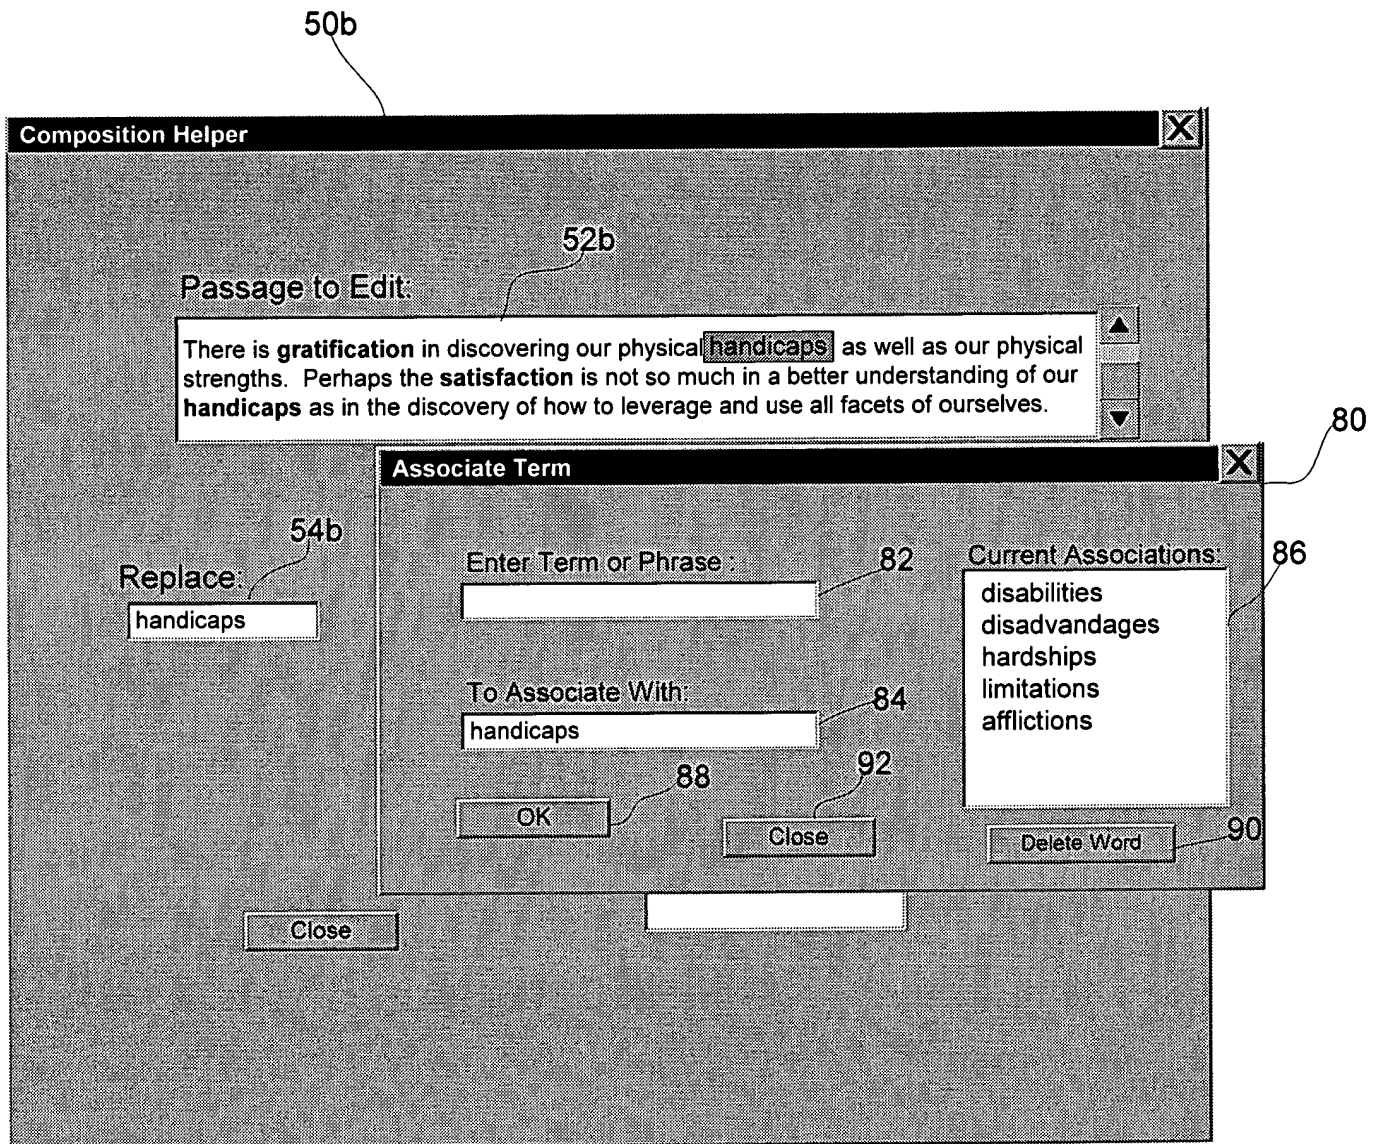 50b
Composition Helper
X
52b
Passage to Edit:
There is gratification in discovering our physical handicaps as well as our physical
strengths. Perhaps the satisfaction is not so much in a better understanding of our
handicaps as in the discovery of how to leverage and use all facets of ourselves.
80
Associate Term
X
54b
Replace:
handicaps
Enter Term or Phrase :
82
To Associate With:
84
handicaps
88
OK
92
Close
Current Associations:
86
disabilities
disadvandages
hardships
limitations
afflictions
Delete Word
90
Close